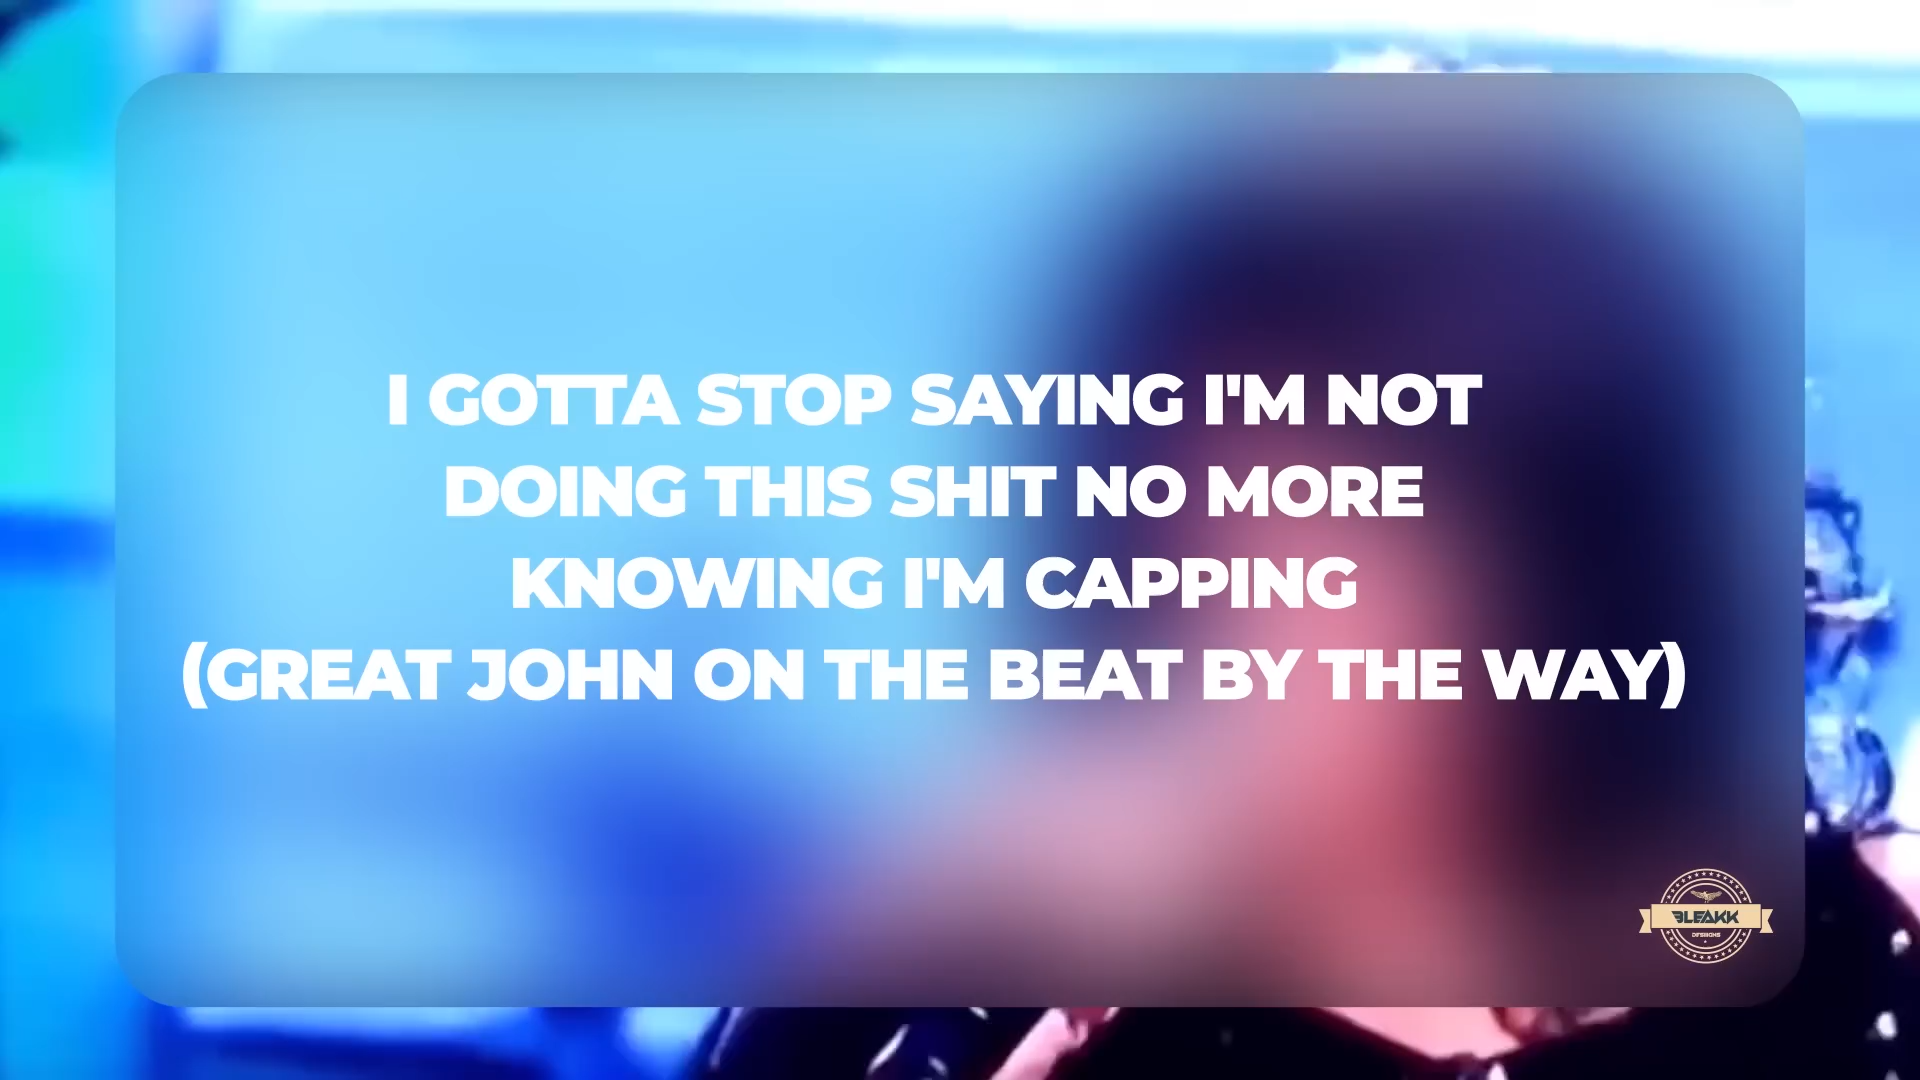 I GOTTA STOP SAYING I'M NOT
DOING THIS SHIT NO MORE
KNOWING I'M CAPPING
(GREAT JOHN ON THE BEAT BY THE WAY)
BLEAKK
DESIGNS